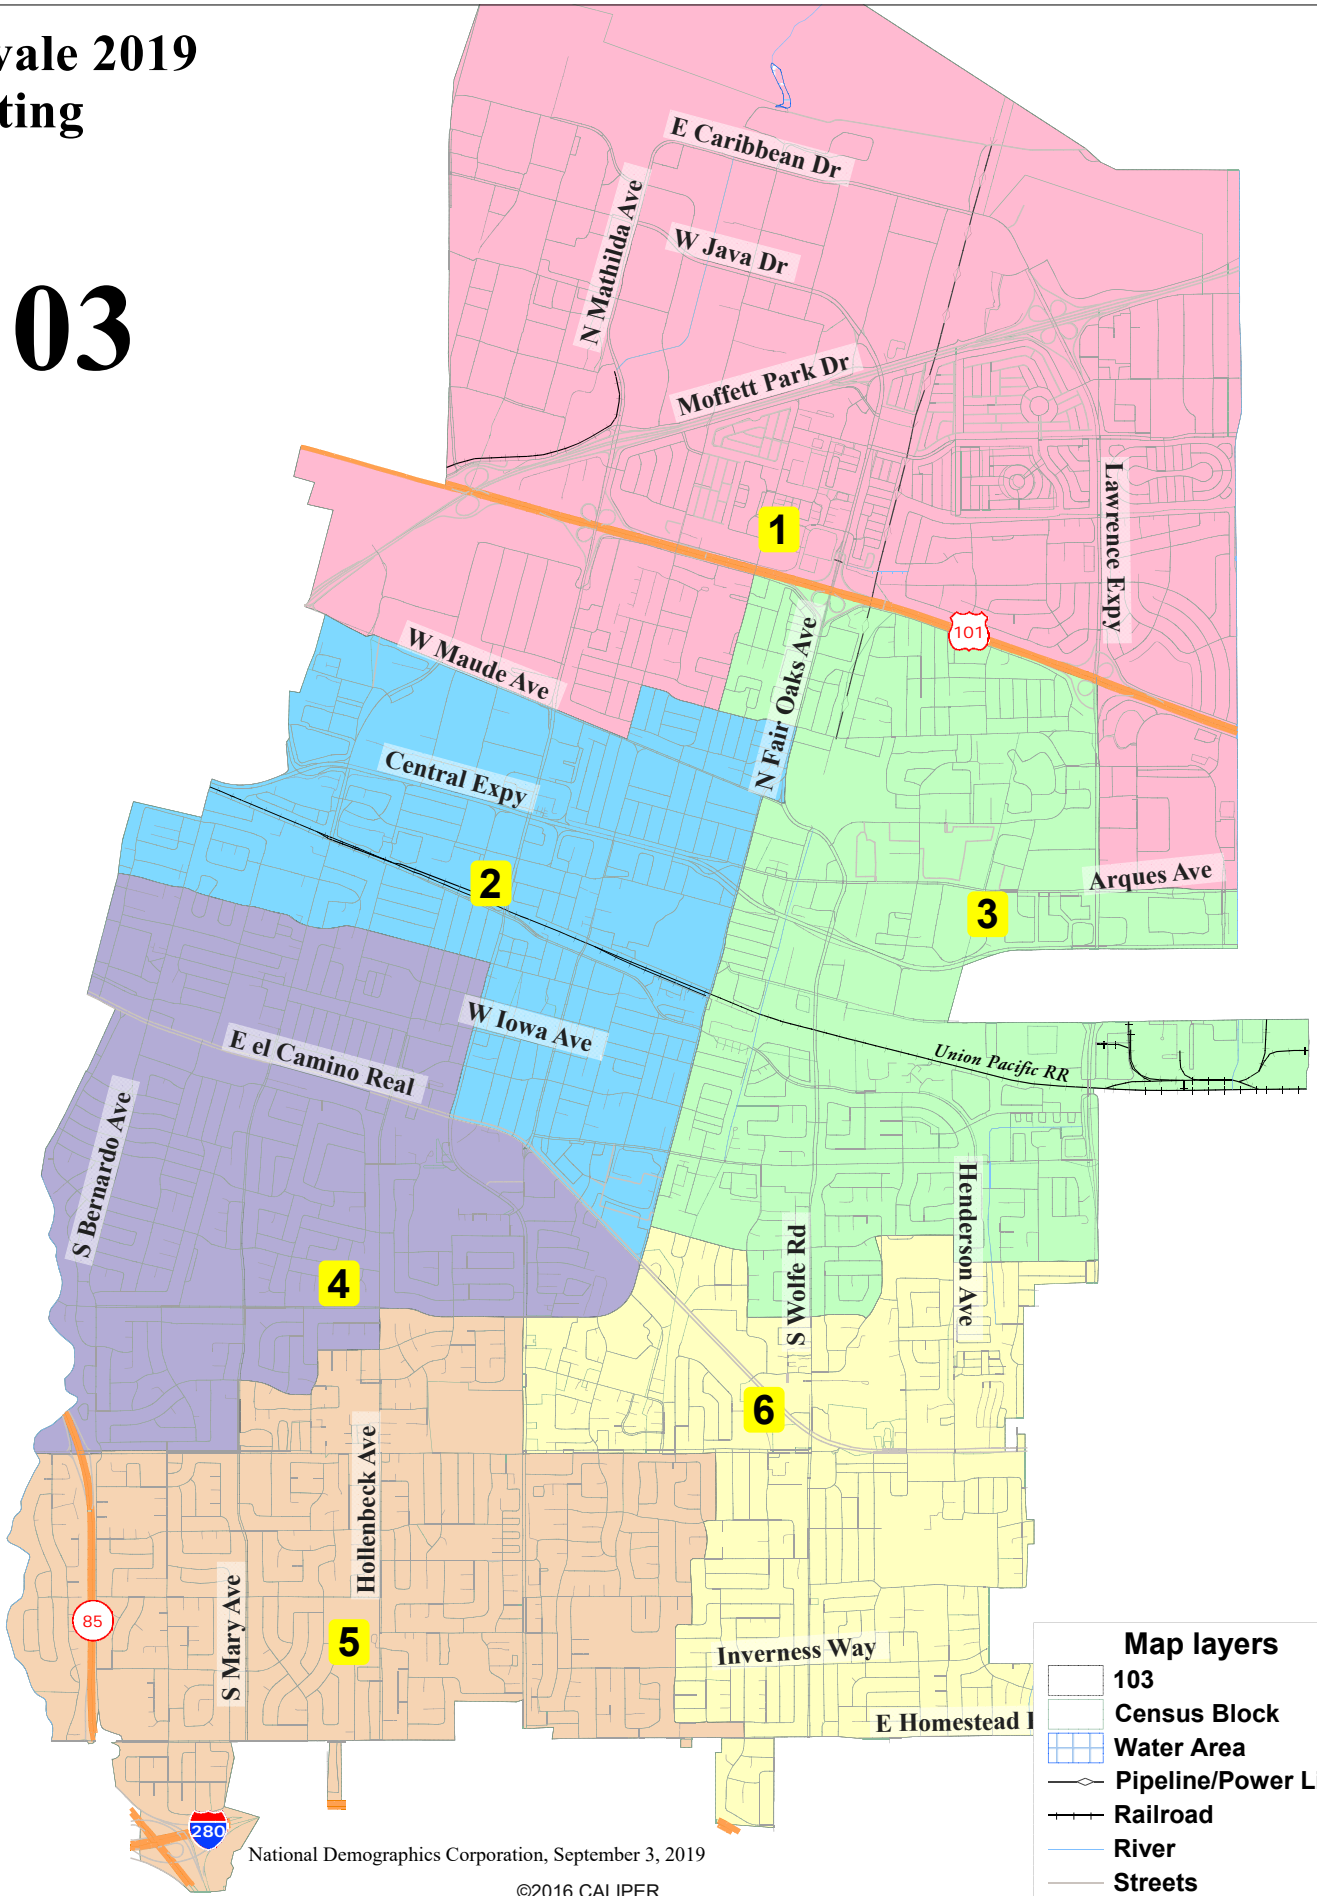 vale 2019
ting
03
E Caribbean Dr
N Mathilda Ave
W Java Dr
Moffett Park Dr
Lawrence Expy
1
101
W Maude Ave
N Fair Oaks Ave
Central Expy
2
Arques Ave
3
W Iowa Ave
E el Camino Real
Union Pacific RR
S Bernardo Ave
Henderson Ave
S Wolfe Rd
4
6
Hollenbeck Ave
S Mary Ave
85
5
Inverness Way
E Homestead
280
National Demographics Corporation, September 3, 2019
©2016 CALIPER
Map layers
103
Census Block
Water Area
Pipeline/Power Li
Railroad
River
Streets